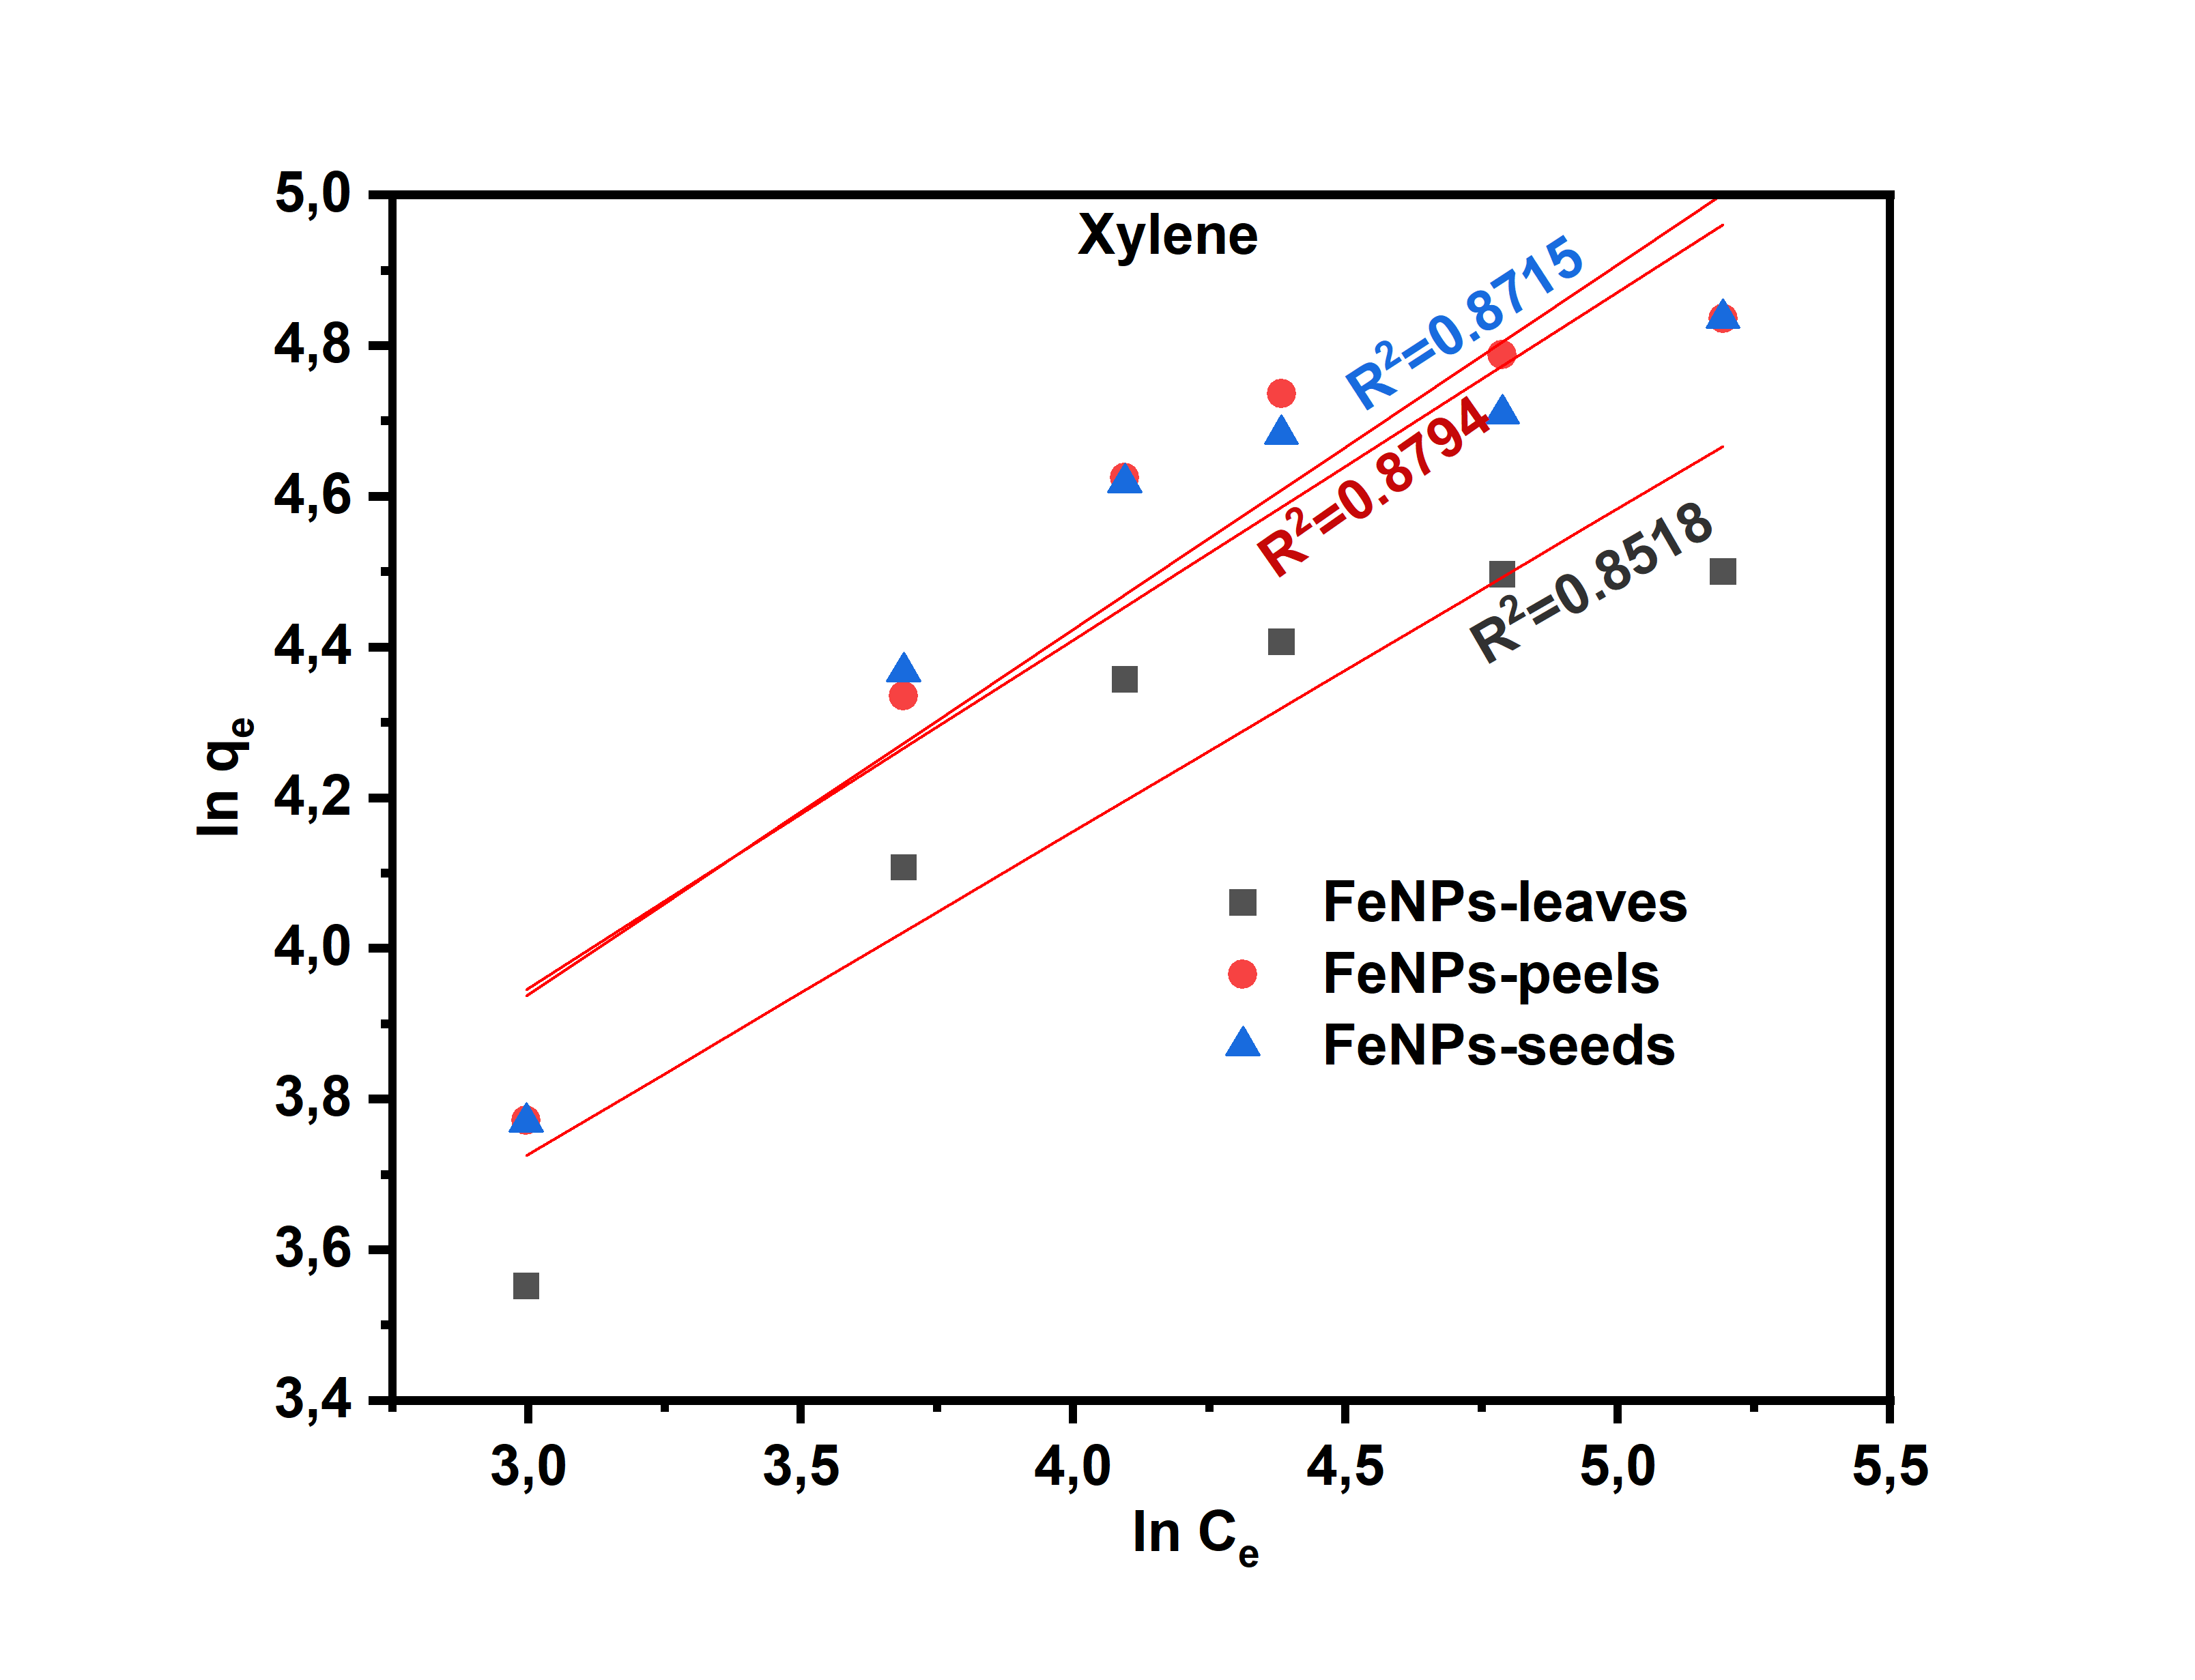 Xylene
5,0
4,8
4,6
4,4
4,2
4,0
3,8
3,6
3,4
ln qe
R2=0.8715
R2=0.8794
R2=0.8518
FeNPs-leaves
FeNPs-peels
FeNPs-seeds
3,0 3,5 4,0 4,5 5,0 5,5
ln Ce